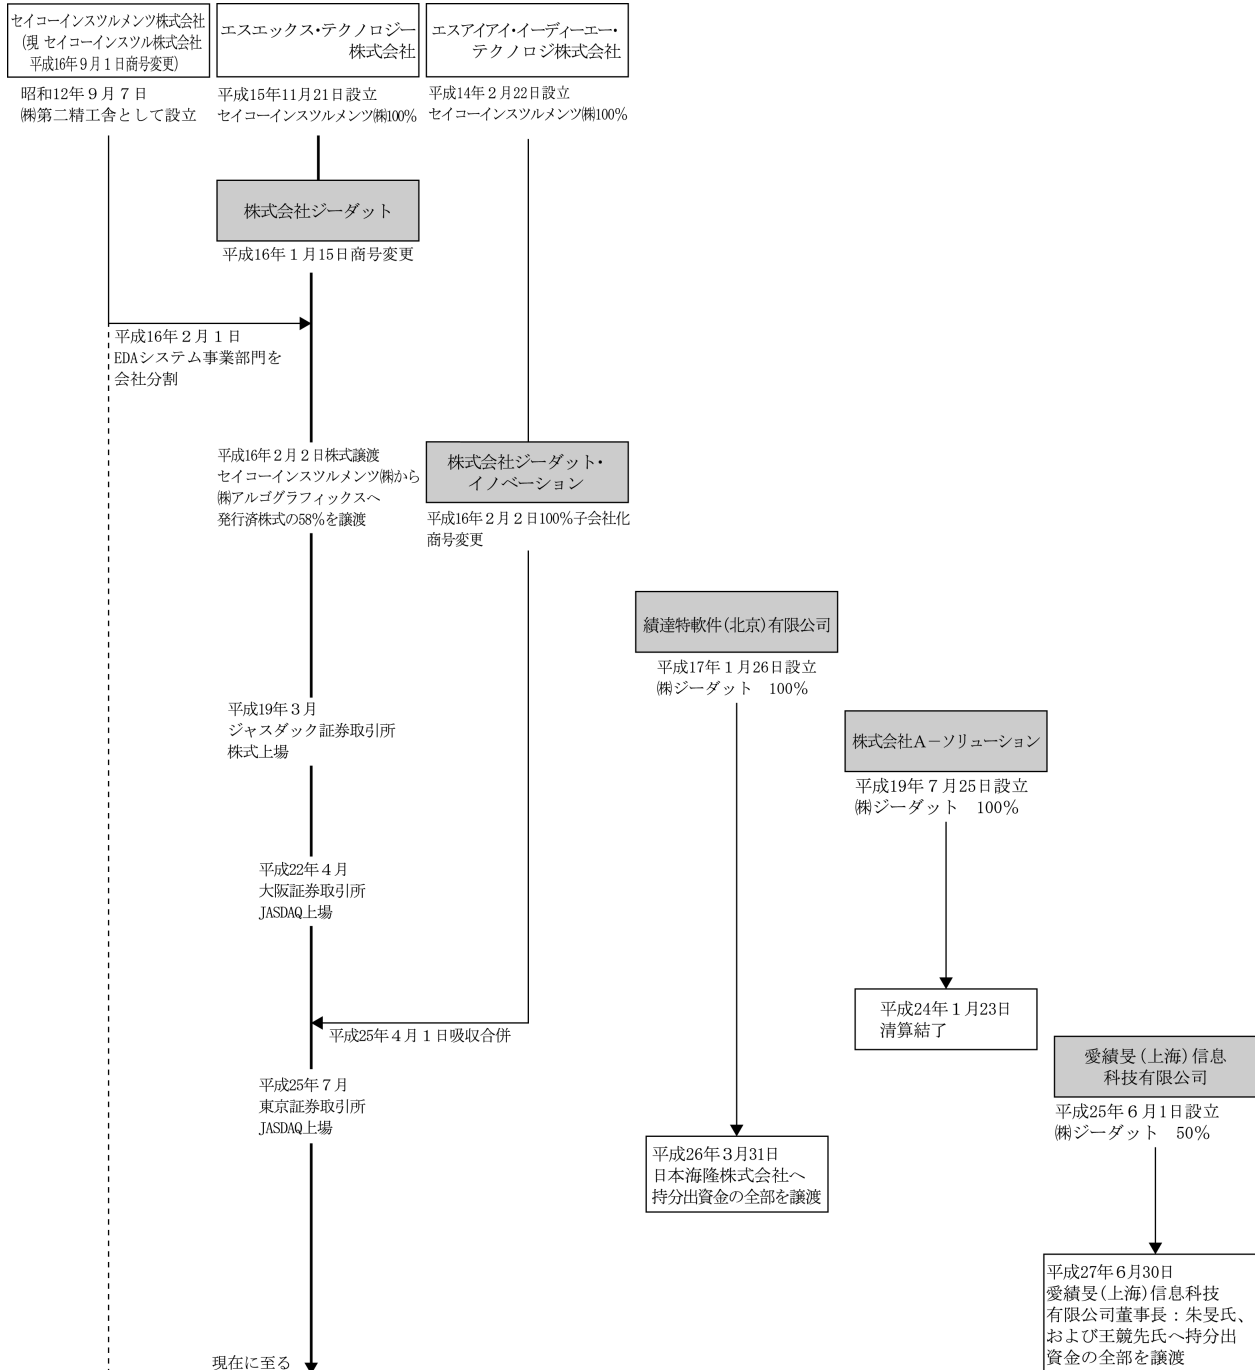 セイコーインスツルメンツ株式会社
(現 セイコーインスツル株式会社
平成16年9月1日商号変更)
昭和12年9月7日
㈱第二精工舎として設立
エスエックス・テクノロジー
株式会社
平成15年11月21日設立
セイコーインスツルメンツ㈱100%
エスアイアイ・イーディーエー・
テクノロジ株式会社
平成14年2月22日設立
セイコーインスツルメンツ㈱100%
株式会社ジーダット
平成16年1月15日商号変更
平成16年2月1日
EDAシステム事業部門を
会社分割
平成16年2月2日株式譲渡
セイコーインスツルメンツ㈱から
㈱アルゴグラフィックスへ
発行済株式の58%を譲渡
株式会社ジーダット・
イノベーション
平成16年2月2日100%子会社化
商号変更
績達特軟件(北京)有限公司
平成17年1月26日設立
㈱ジーダット 100%
平成19年3月
ジャスダック証券取引所
株式上場
株式会社A-ソリューション
平成19年7月25日設立
㈱ジーダット 100%
平成22年4月
大阪証券取引所
JASDAQ上場
平成24年1月23日
清算結了
平成25年4月1日吸収合併
愛績旻(上海)信息
科技有限公司
平成25年6月1日設立
㈱ジーダット 50%
平成25年7月
東京証券取引所
JASDAQ上場
平成26年3月31日
日本海隆株式会社へ
持分出資金の全部を譲渡
平成27年6月30日
愛績旻(上海)信息科技
有限公司董事長：朱旻氏、
および王競先氏へ持分出
資金の全部を譲渡
現在に至る